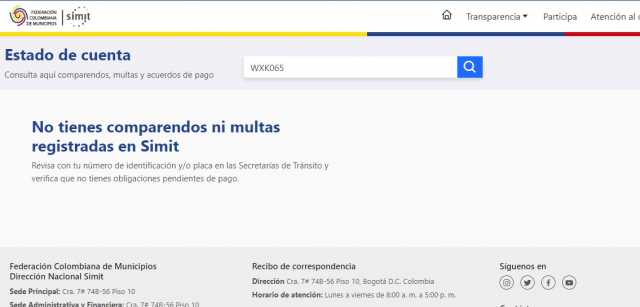 FEDERACIÓN
COLOMBIANA
DE MUNICIPIOS
simit
Transparencia
Participa
Atención al c
Estado de cuenta
Consulta aquí comparendos, multas y acuerdos de pago
WXK065
No tienes comparendos ni multas
registradas en Simit
Revisa con tu número de identificación y/o placa en las Secretarías de Tránsito y
verifica que no tienes obligaciones pendientes de pago.
Federación Colombiana de Municipios
Dirección Nacional Simit
Sede Principal: Cra. 7# 74B-56 Piso 10
Sede Administrativa y Financiera: Cra. 7# 74B-56 Piso 10
Recibo de correspondencia
Dirección Cra. 7# 74B-56 Piso 10, Bogotá D.C. Colombia
Horario de atención: Lunes a viernes de 8:00 a. m. a 5:00 p. m.
Síguenos en